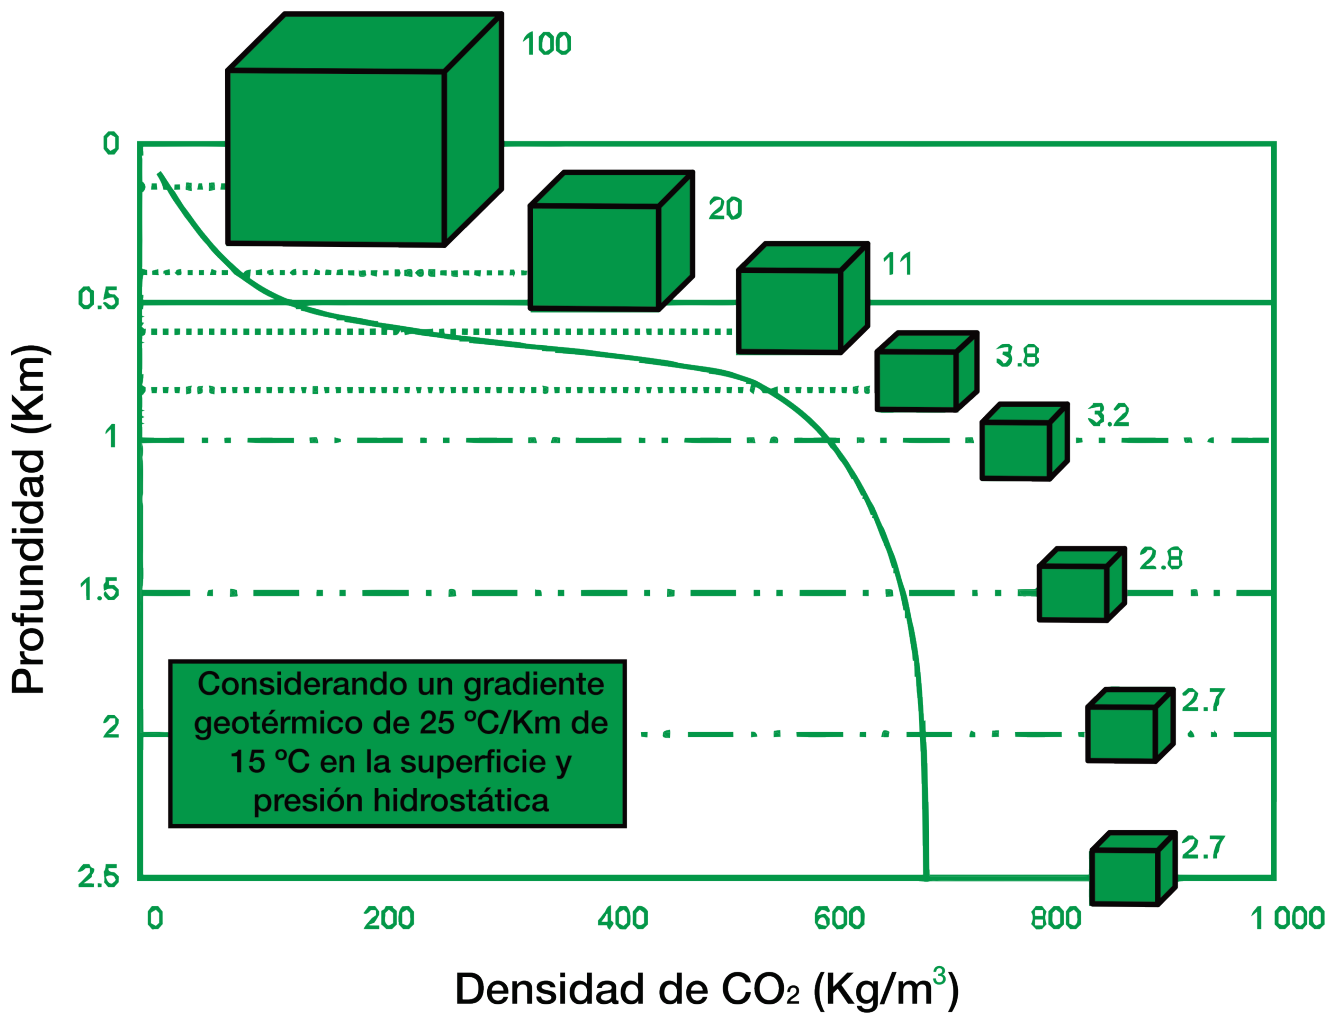 100
0
20
11
0.5
3.8
3.2
1
2.8
1.5
2.7
2
2.7
2.5
Profundidad (Km)
Considerando un gradiente
geotérmico de 25 ºC/Km de
15 ºC en la superficie y
presión hidrostática
0 200 400 600 800 1 000
Densidad de CO₂ (Kg/m³)